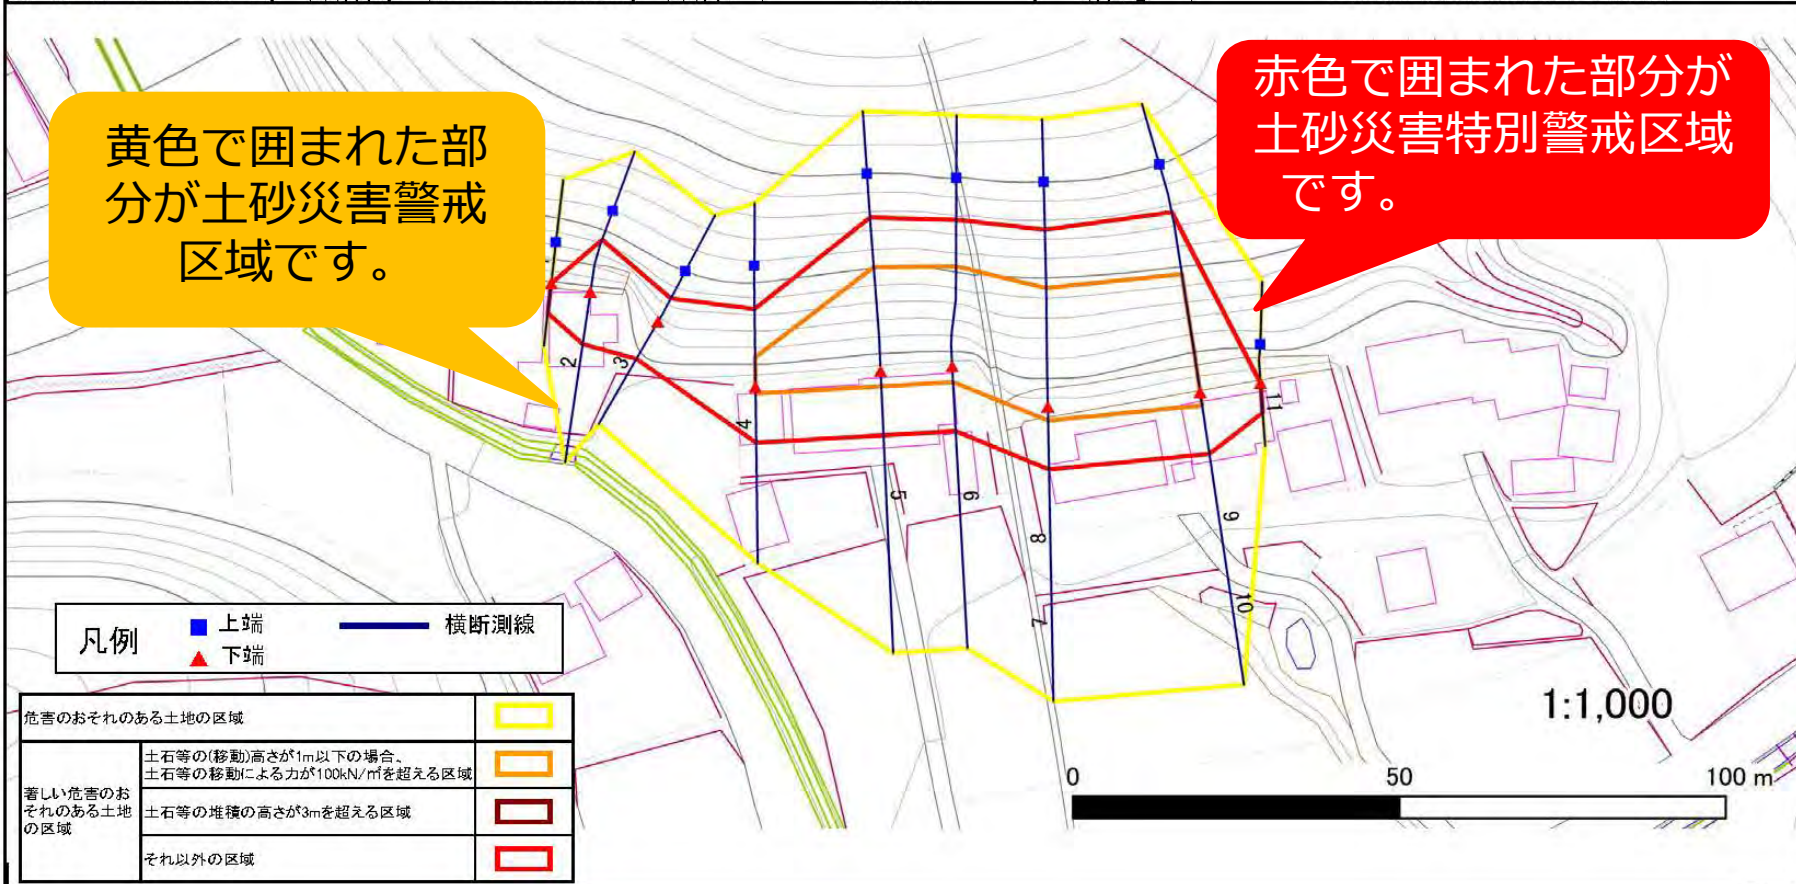 黄色で囲まれた部
分が土砂災害警戒
区域です。
赤色で囲まれた部分が
土砂災害特別警戒区域
です。
2
3
4
5
6
8
7
9
10
11
凡例
上端
下端
横断測線
危害のおそれのある土地の区域
著しい危害のお
それのある土地
の区域
土石等の(移動)高さが1m以下の場合、
土石等の移動による力が100kN/㎡を超える区域
土石等の堆積の高さが3mを超える区域
それ以外の区域
1:1,000
0
50
100 m